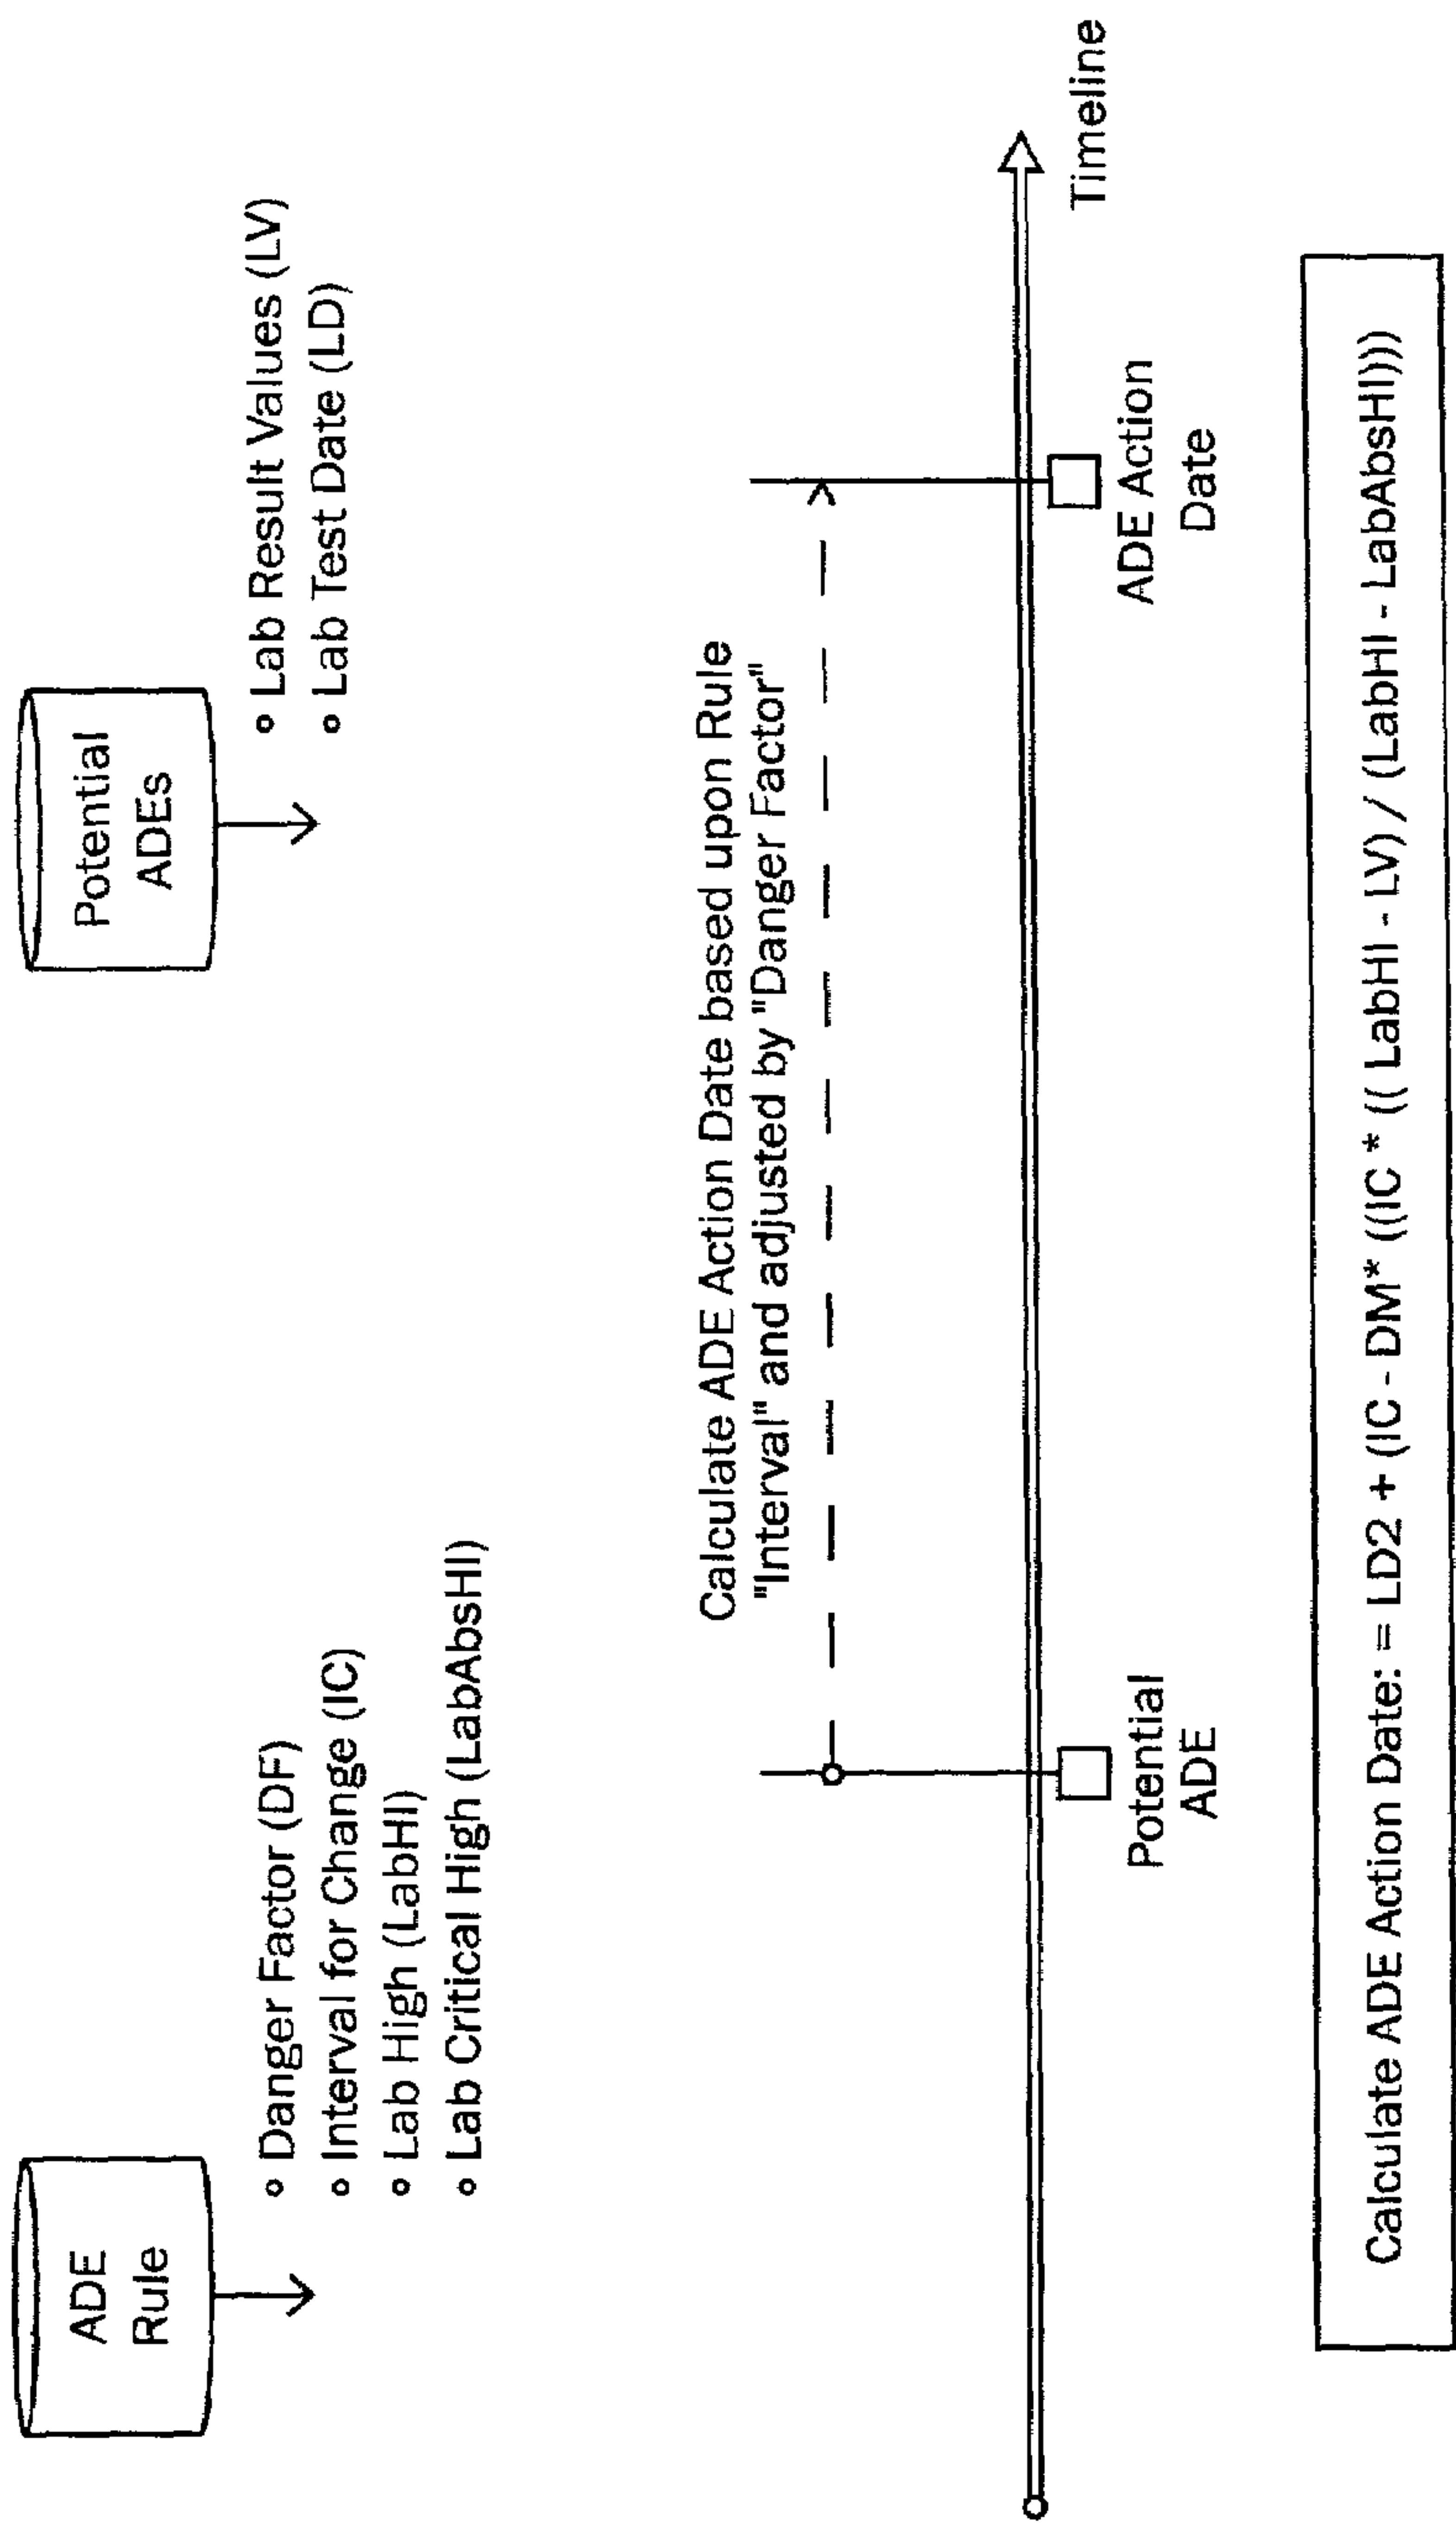 ADE
Rule
Danger Factor (DF)
Interval for Change (IC)
Lab High (LabHI)
Lab Critical High (LabAbsHI)
Potential
ADEs
Lab Result Values (LV)
Lab Test Date (LD)
Calculate ADE Action Date based upon Rule
"Interval" and adjusted by "Danger Factor"
Potential
ADE
ADE Action
Date
Timeline
Calculate ADE Action Date: = LD2 + (IC - DM* ((IC * (( LabHI - LV) / (LabHI - LabAbsHI)))